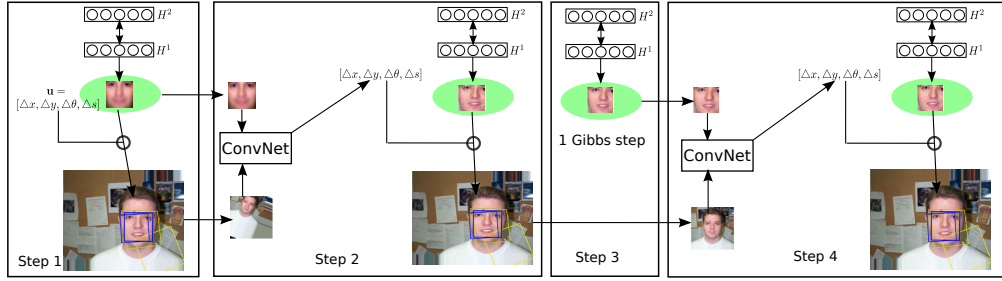 H²
H¹
u =
[△x, △y, △θ, △s]
Step 1
H²
H¹
[△x, △y, △θ, △s]
ConvNet
Step 2
H²
H¹
1 Gibbs step
Step 3
H²
H¹
[△x, △y, △θ, △s]
ConvNet
Step 4